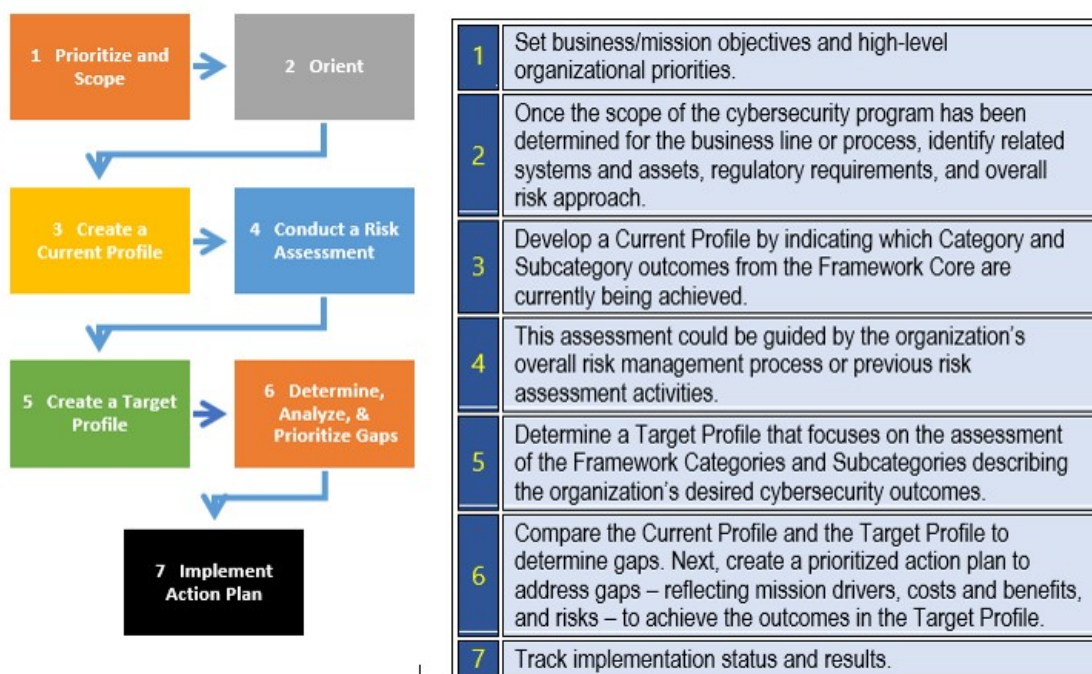 1 Prioritize and
Scope
2 Orient
3 Create a
Current Profile
4 Conduct a Risk
Assessment
5 Create a Target
Profile
6 Determine,
Analyze, &
Prioritize Gaps
7 Implement
Action Plan
1
Set business/mission objectives and high-level
organizational priorities.
2
Once the scope of the cybersecurity program has been
determined for the business line or process, identify related
systems and assets, regulatory requirements, and overall
risk approach.
3
Develop a Current Profile by indicating which Category and
Subcategory outcomes from the Framework Core are
currently being achieved.
4
This assessment could be guided by the organization's
overall risk management process or previous risk
assessment activities.
5
Determine a Target Profile that focuses on the assessment
of the Framework Categories and Subcategories describing
the organization's desired cybersecurity outcomes.
6
Compare the Current Profile and the Target Profile to
determine gaps. Next, create a prioritized action plan to
address gaps – reflecting mission drivers, costs and benefits,
and risks – to achieve the outcomes in the Target Profile.
7
Track implementation status and results.